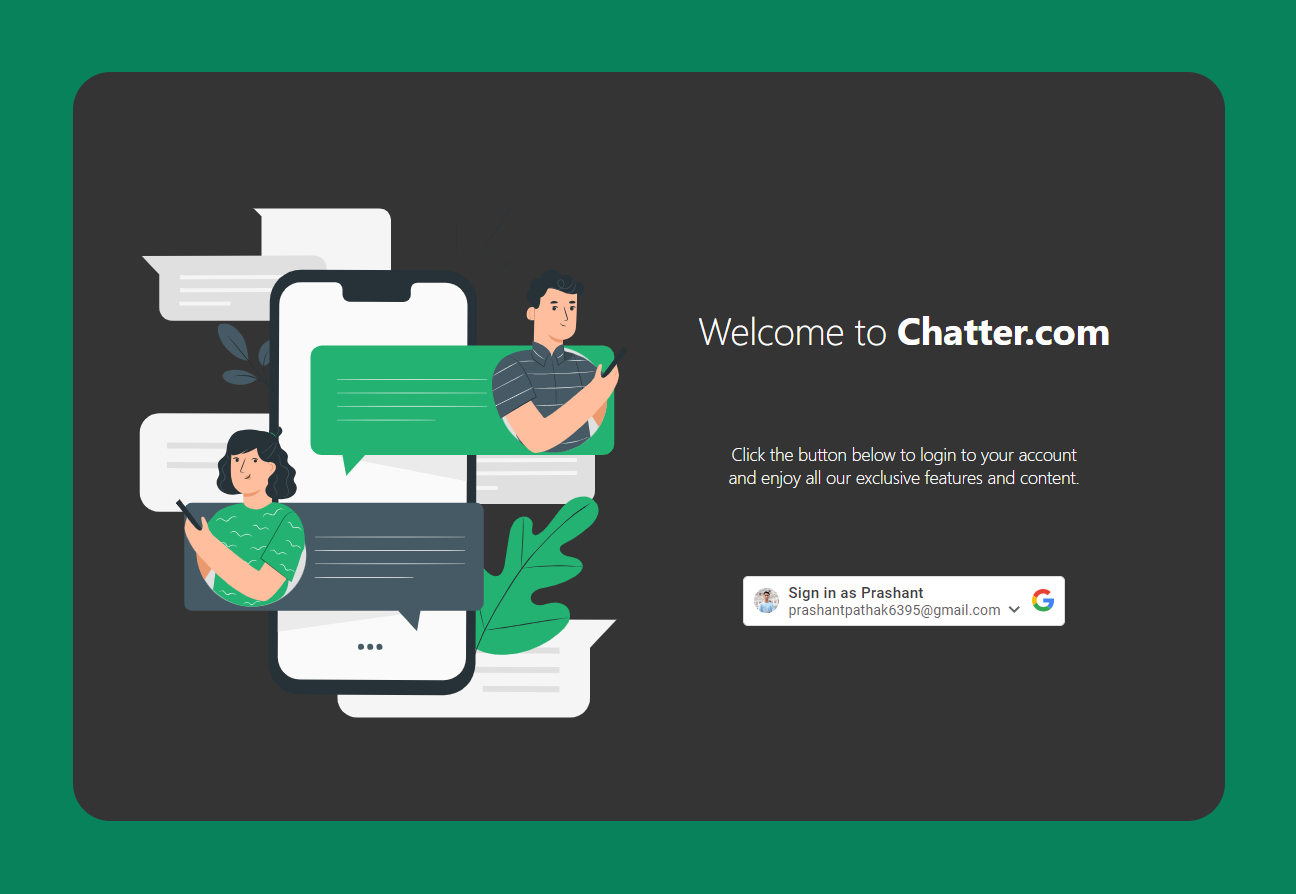 Welcome to Chatter.com
Click the button below to login to your account
and enjoy all our exclusive features and content.
Sign in as Prashant
prashantpathak6395@gmail.com